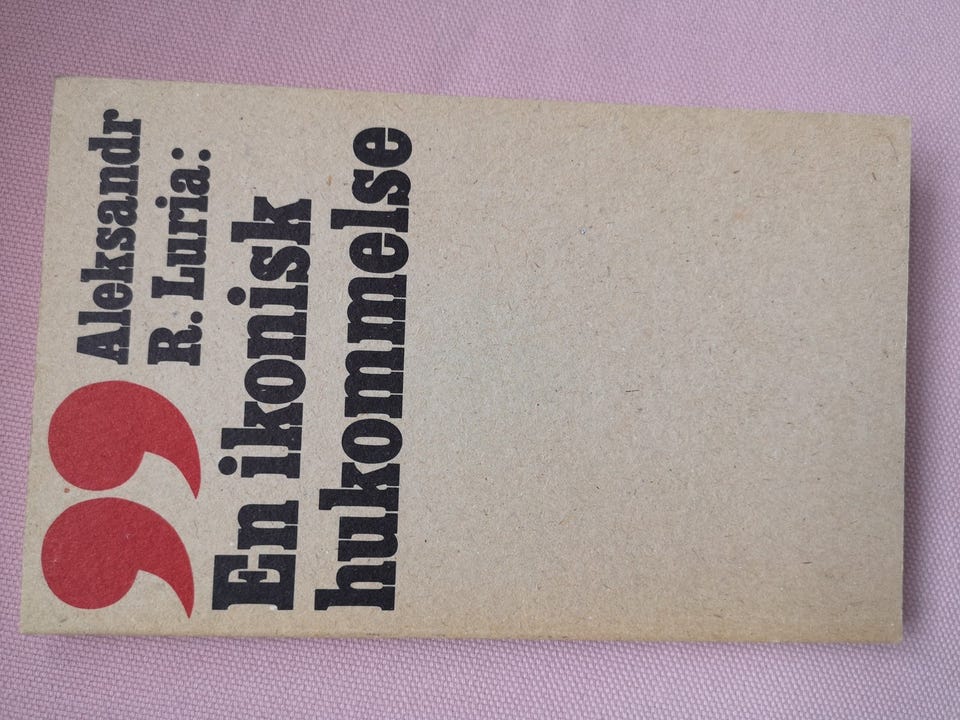 Aleksandr
R. Luria:
En ikonisk
hukommelse